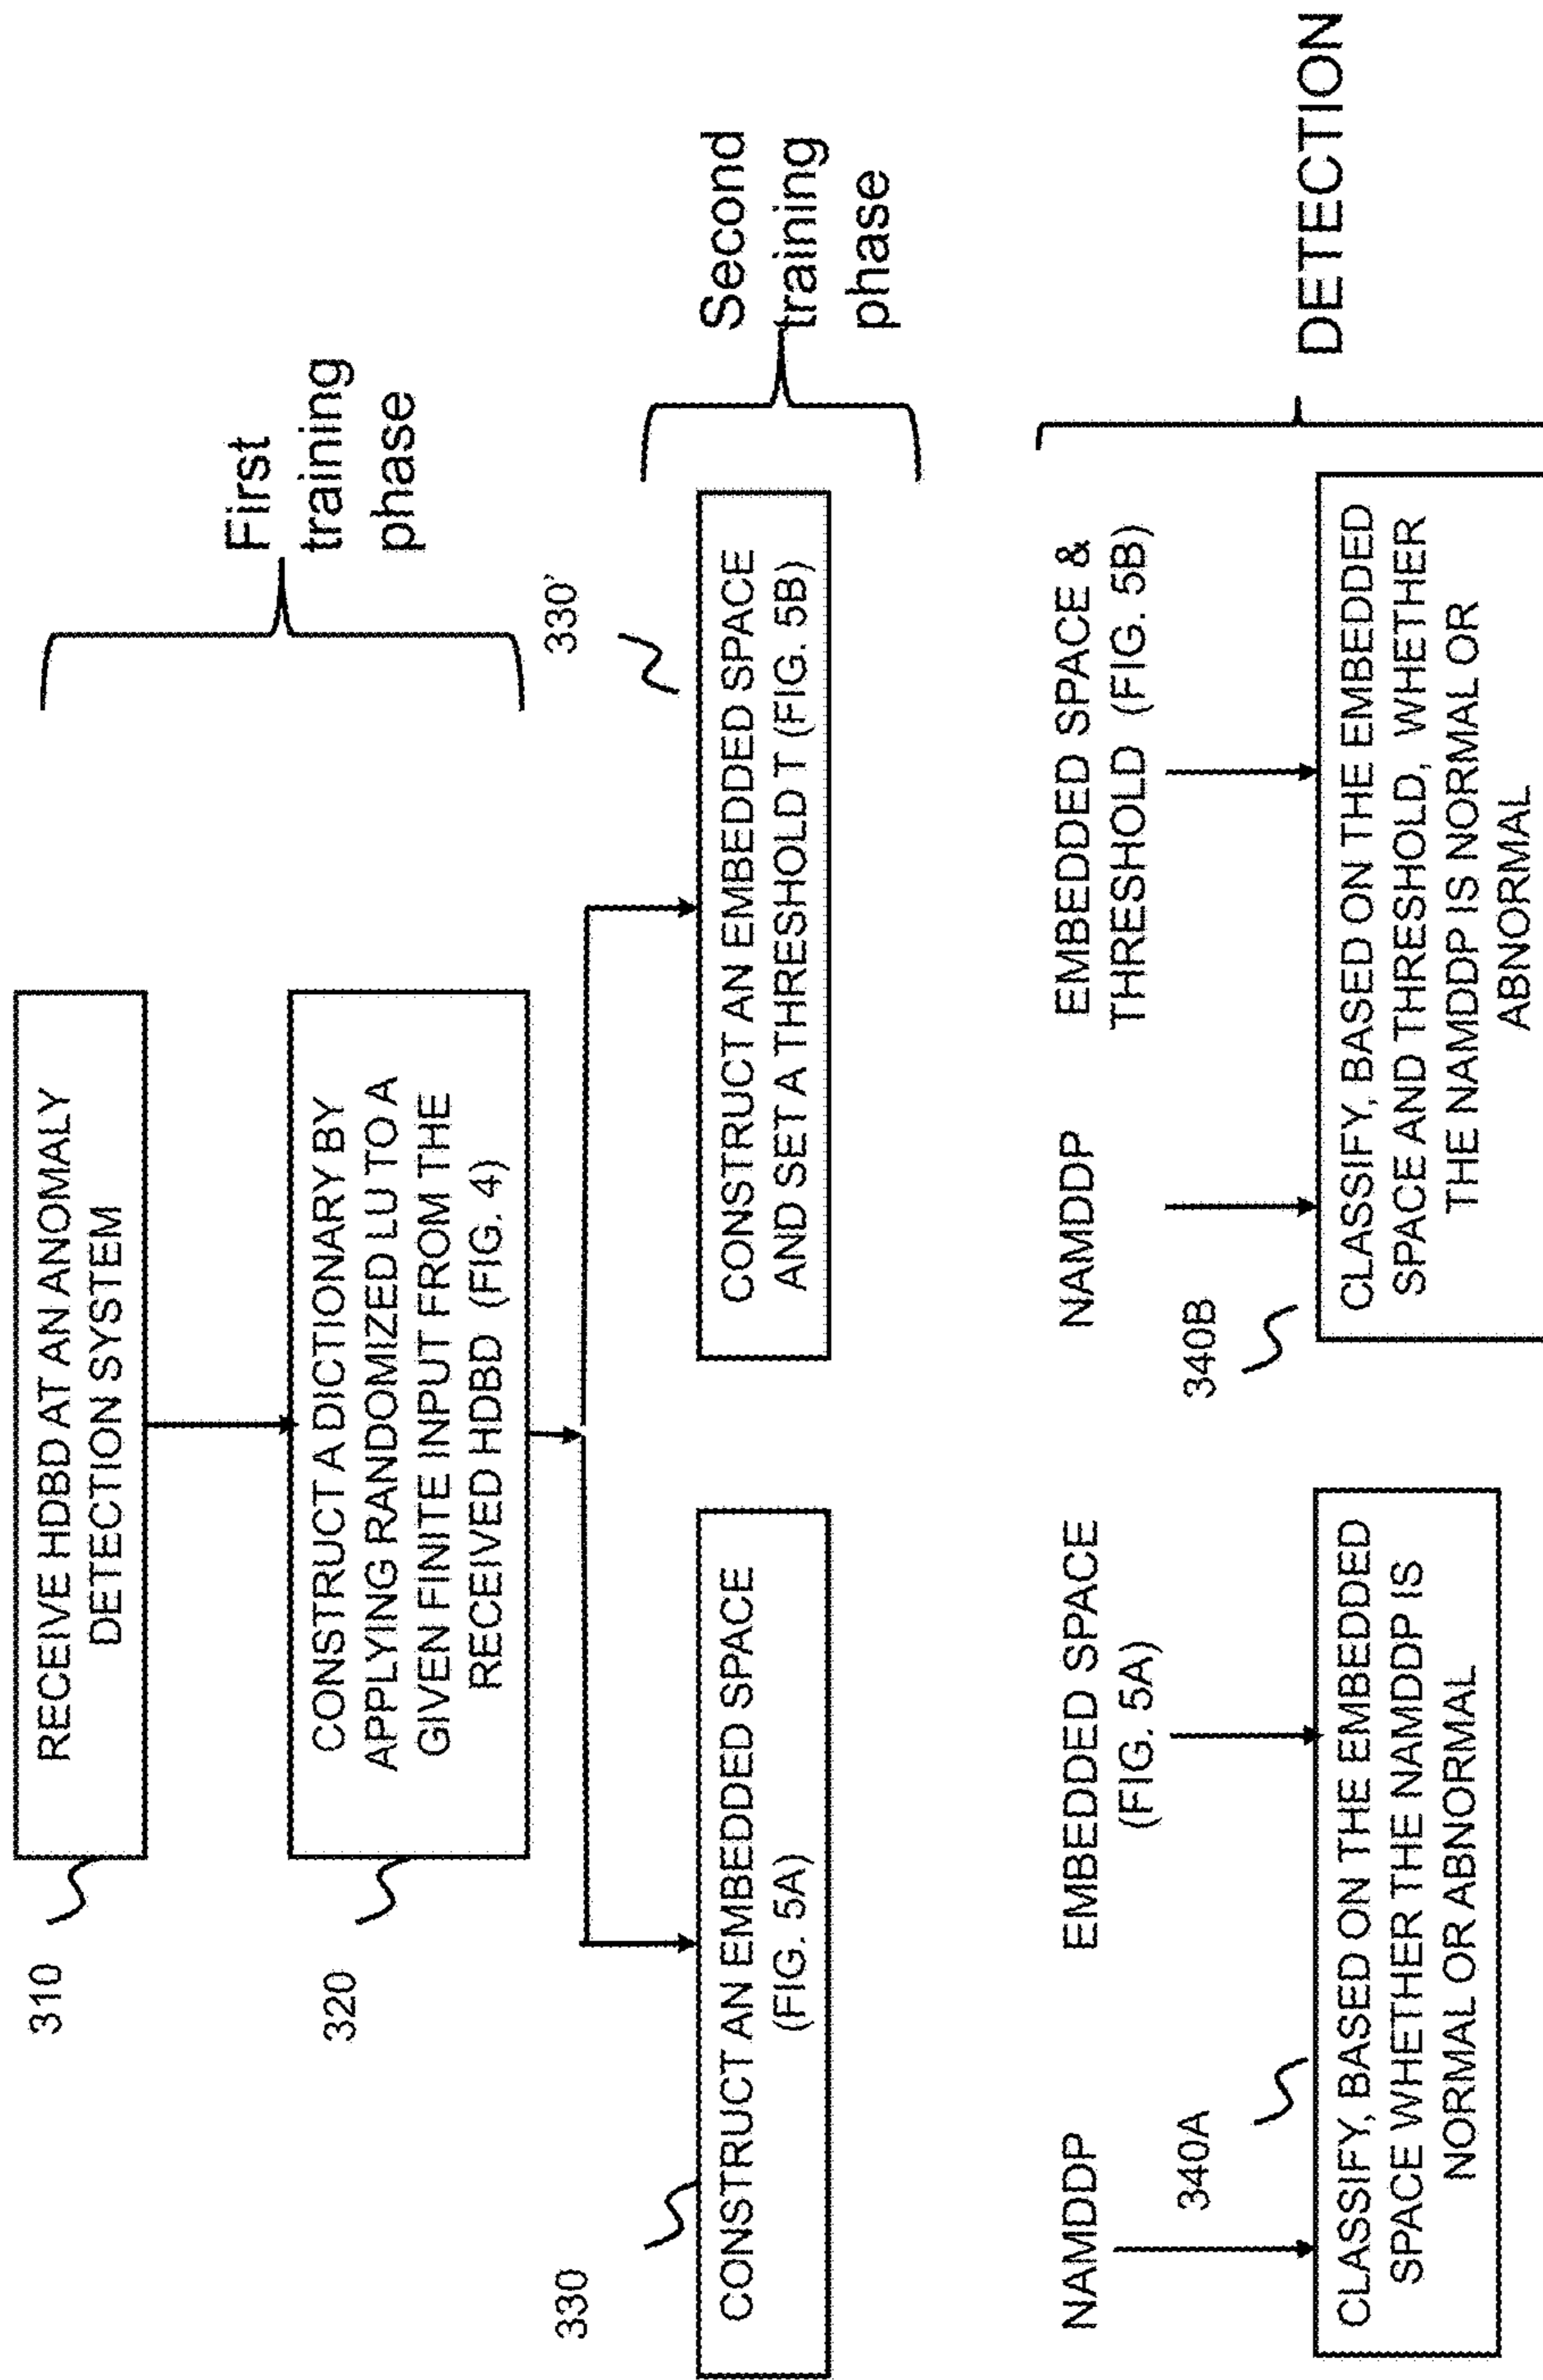 310
RECEIVE HDBD AT AN ANOMALY
DETECTION SYSTEM
320
CONSTRUCT A DICTIONARY BY
APPLYING RANDOMIZED LU TO A
GIVEN FINITE INPUT FROM THE
RECEIVED HDBD (FIG. 4)
First
training
phase
330
CONSTRUCT AN EMBEDDED SPACE
(FIG. 5A)
330'
CONSTRUCT AN EMBEDDED SPACE
AND SET A THRESHOLD T (FIG. 5B)
Second
training
phase
NAMDDP
EMBEDDED SPACE
(FIG. 5A)
340A
CLASSIFY, BASED ON THE EMBEDDED
SPACE WHETHER THE NAMDDP IS
NORMAL OR ABNORMAL
NAMDDP
EMBEDDED SPACE &
THRESHOLD (FIG. 5B)
340B
CLASSIFY, BASED ON THE EMBEDDED
SPACE AND THRESHOLD, WHETHER
THE NAMDDP IS NORMAL OR
ABNORMAL
DETECTION